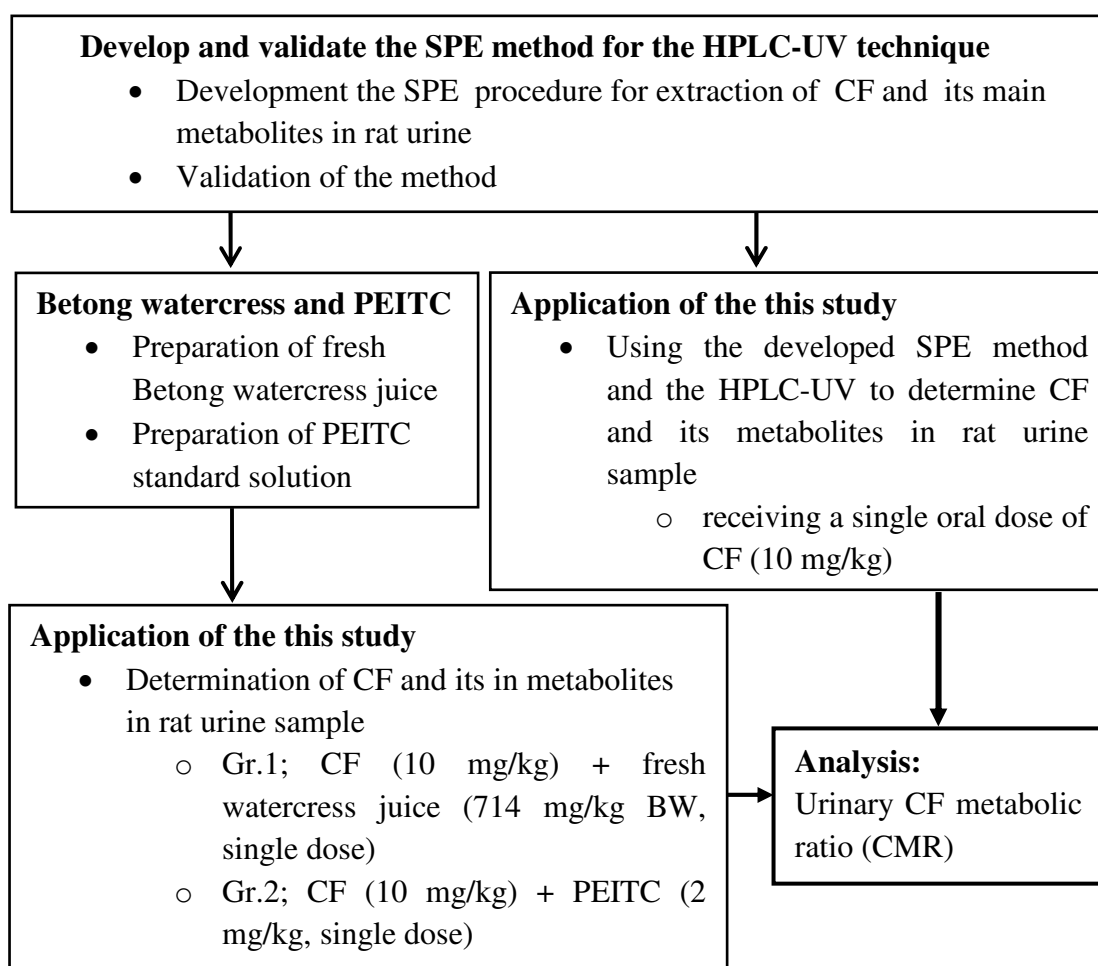 Develop and validate the SPE method for the HPLC-UV technique
• Development the SPE procedure for extraction of CF and its main
metabolites in rat urine
• Validation of the method
Betong watercress and PEITC
• Preparation of fresh
Betong watercress juice
• Preparation of PEITC
standard solution
Application of the this study
• Using the developed SPE method
and the HPLC-UV to determine CF
and its metabolites in rat urine
sample
o receiving a single oral dose of
CF (10 mg/kg)
Application of the this study
• Determination of CF and its in metabolites
in rat urine sample
o Gr.1; CF (10 mg/kg) + fresh
watercress juice (714 mg/kg BW,
single dose)
o Gr.2; CF (10 mg/kg) + PEITC (2
mg/kg, single dose)
Analysis:
Urinary CF metabolic
ratio (CMR)